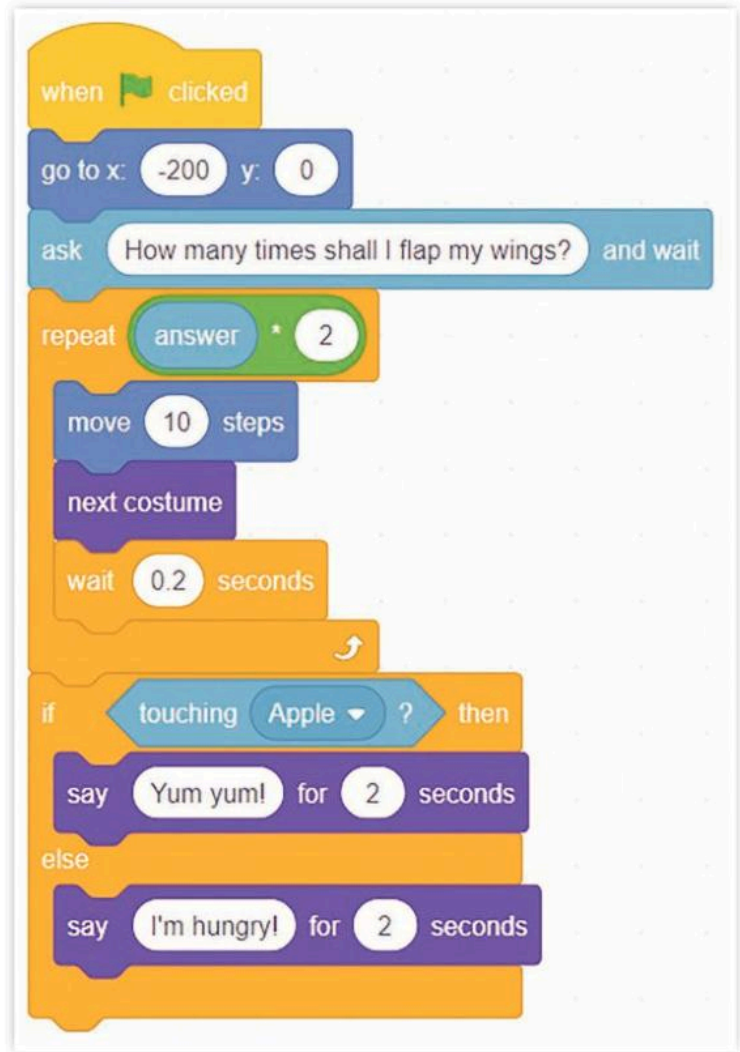 when clicked
go to x: -200 y: 0
ask How many times shall I flap my wings? and wait
repeat answer * 2
move 10 steps
next costume
wait 0.2 seconds
if touching Apple ? then
say Yum yum! for 2 seconds
else
say I'm hungry! for 2 seconds